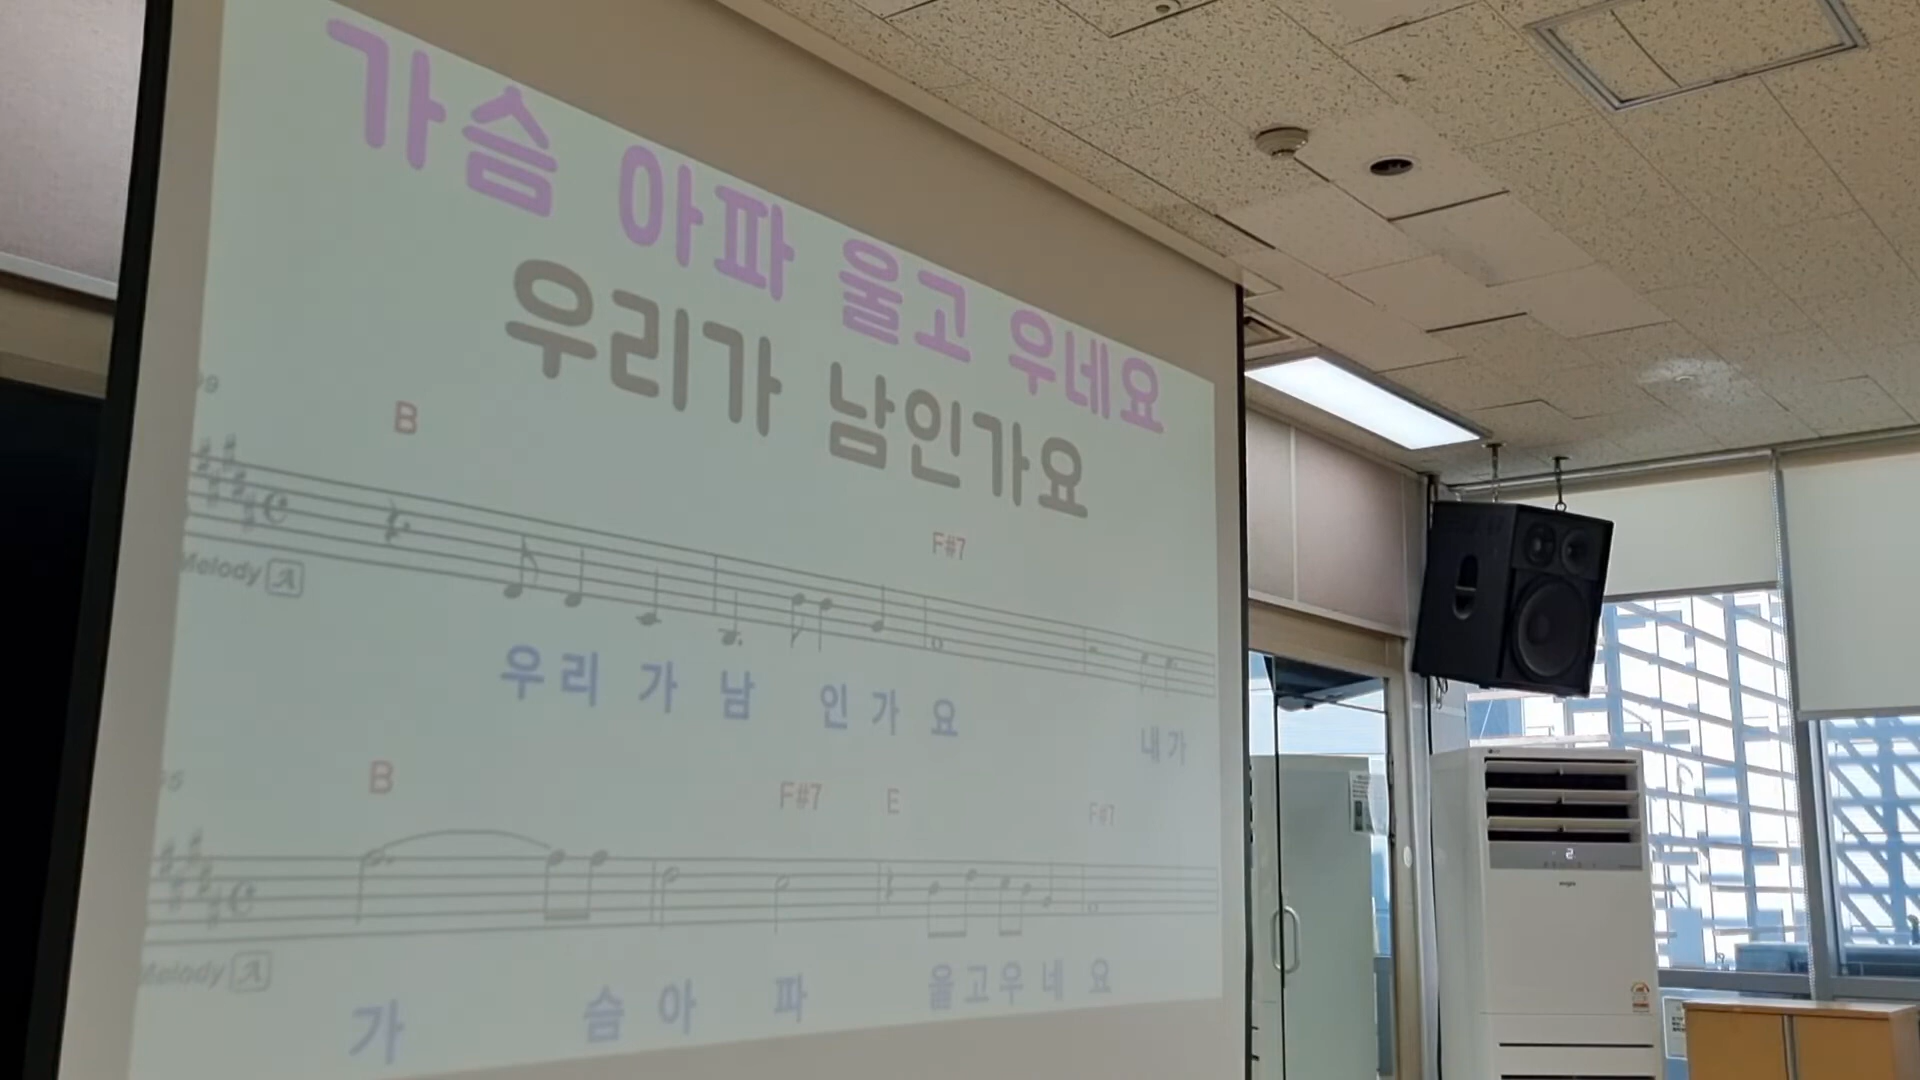 가슴 아파 울고 우네요
우리가 남인가요
B F#7
Melody A
우리 가 남 인 가 요 내가
B F#7 E F#7
Melody A
가 슴 아 파 울고우 네 요
2